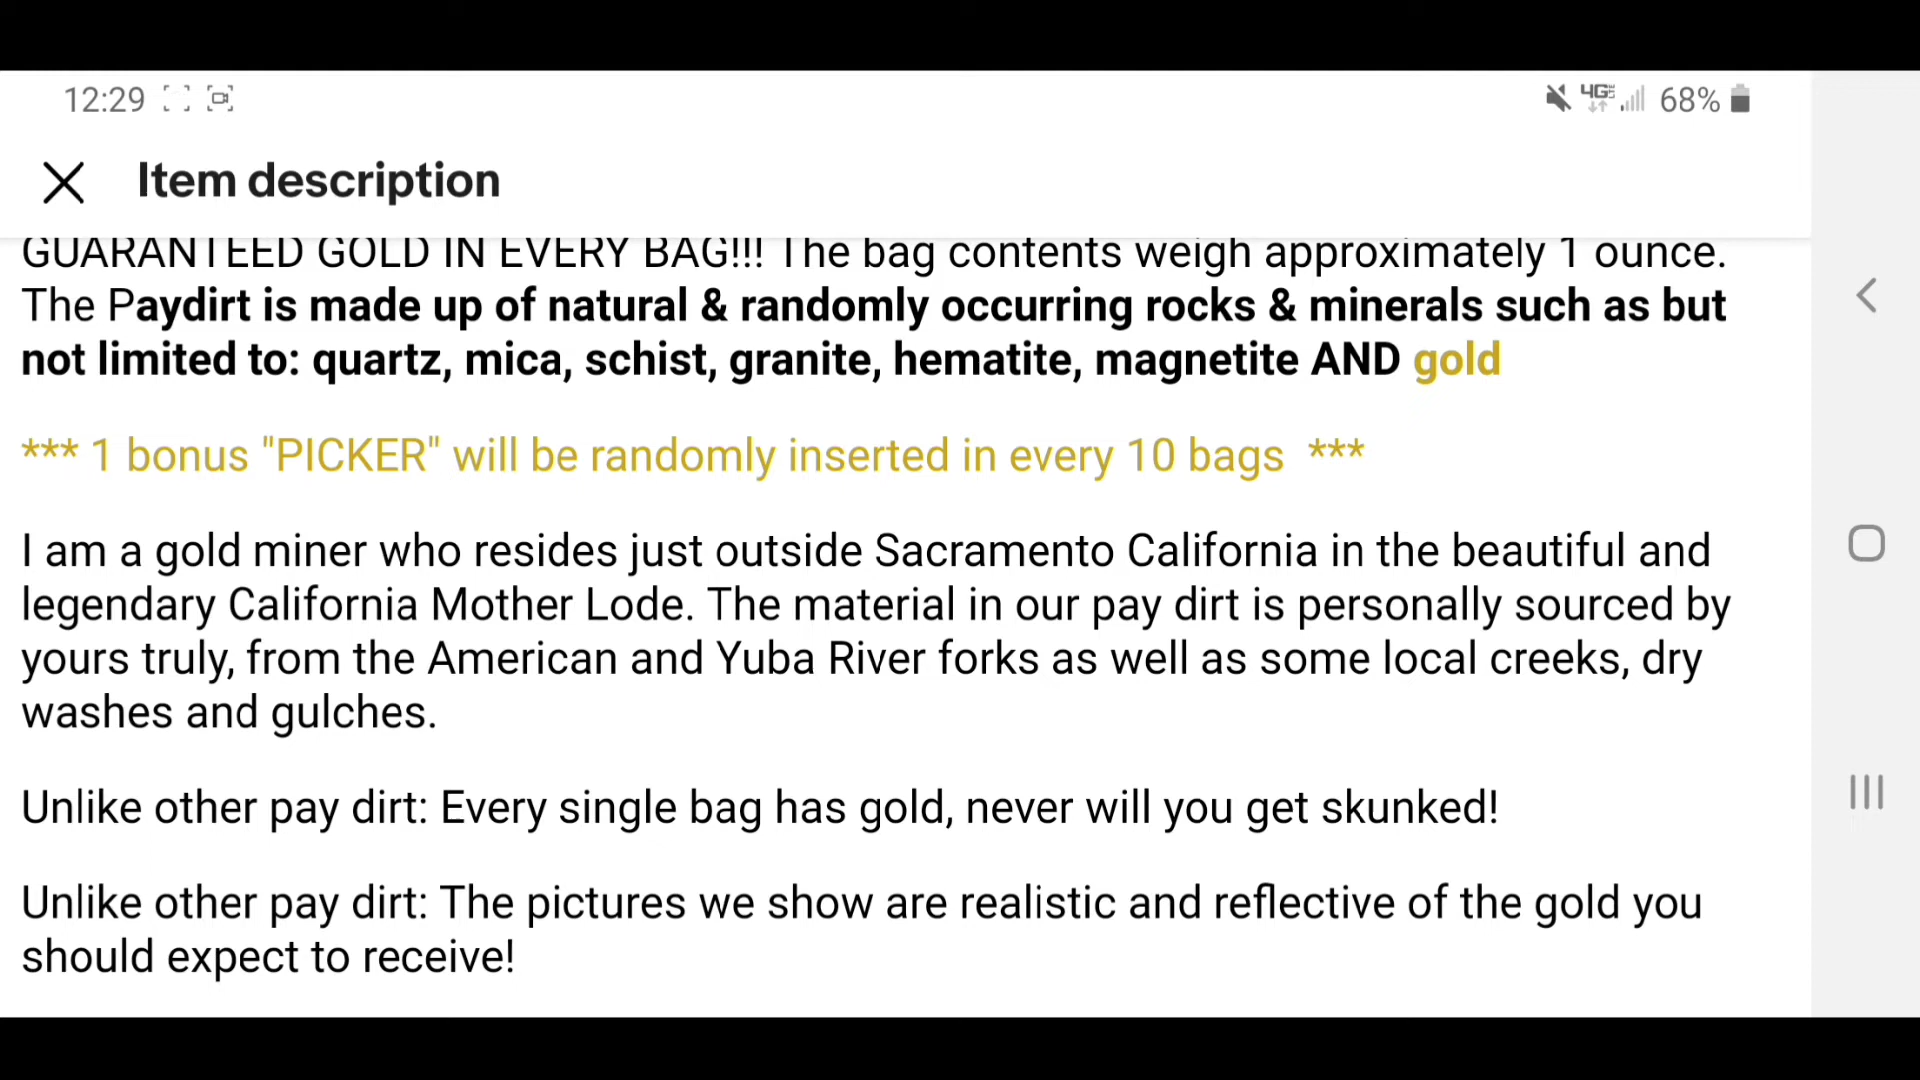 12:29 4GLTE 68%
Item description
GUARANTEED GOLD IN EVERY BAG!!! The bag contents weigh approximately 1 ounce.
The Paydirt is made up of natural & randomly occurring rocks & minerals such as but
not limited to: quartz, mica, schist, granite, hematite, magnetite AND gold
*** 1 bonus "PICKER" will be randomly inserted in every 10 bags ***
I am a gold miner who resides just outside Sacramento California in the beautiful and
legendary California Mother Lode. The material in our pay dirt is personally sourced by
yours truly, from the American and Yuba River forks as well as some local creeks, dry
washes and gulches.
Unlike other pay dirt: Every single bag has gold, never will you get skunked!
Unlike other pay dirt: The pictures we show are realistic and reflective of the gold you
should expect to receive!